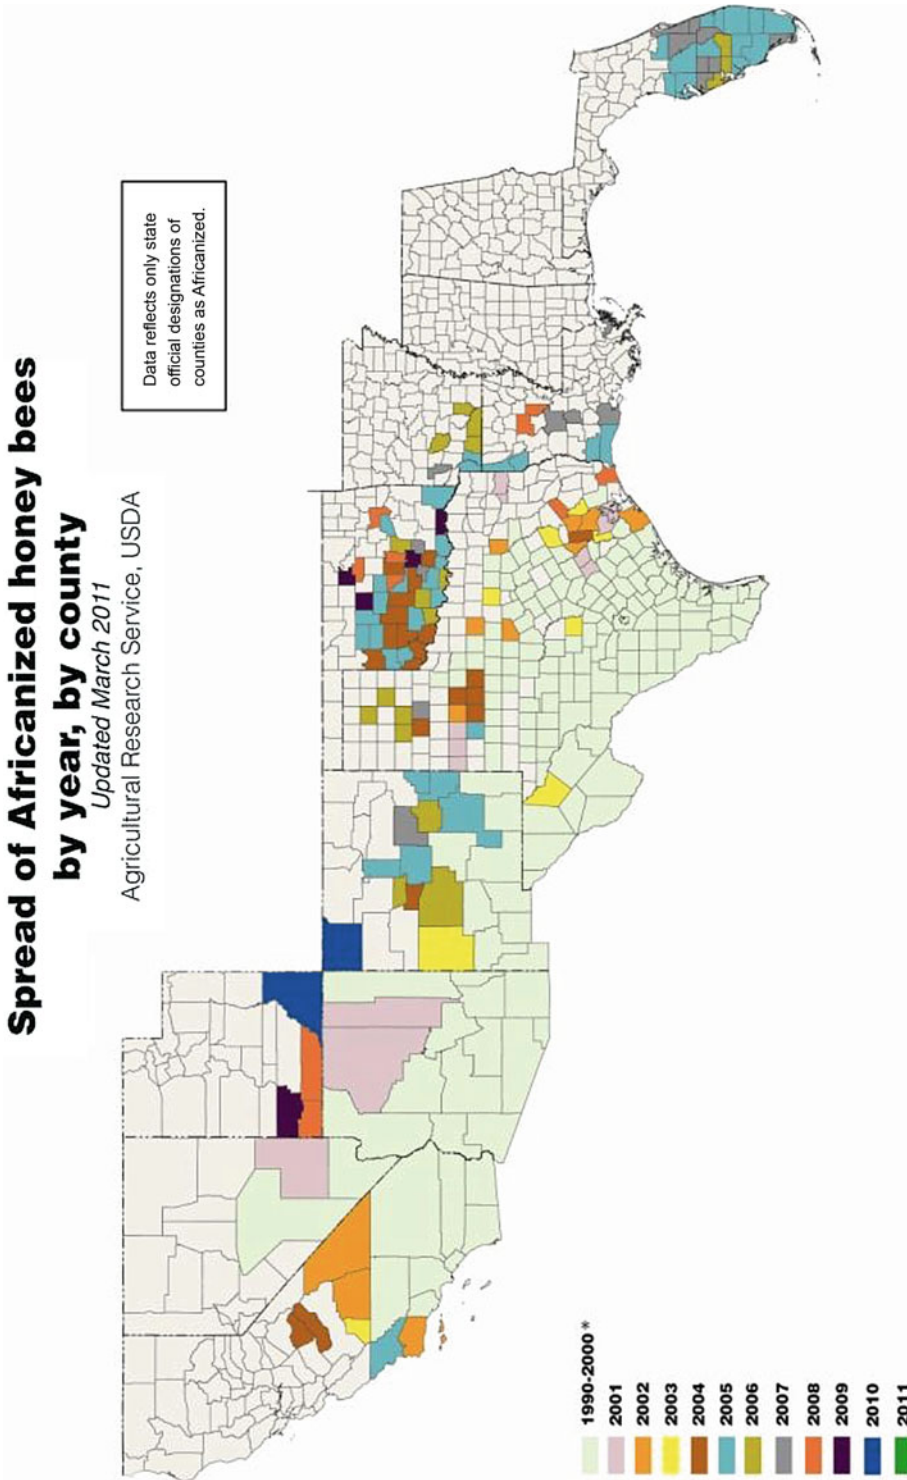 Spread of Africanized honey bees
by year, by county
Updated March 2011
Agricultural Research Service, USDA
Data reflects only state
official designations of
counties as Africanized.
1990-2000 *
2001
2002
2003
2004
2005
2006
2007
2008
2009
2010
2011